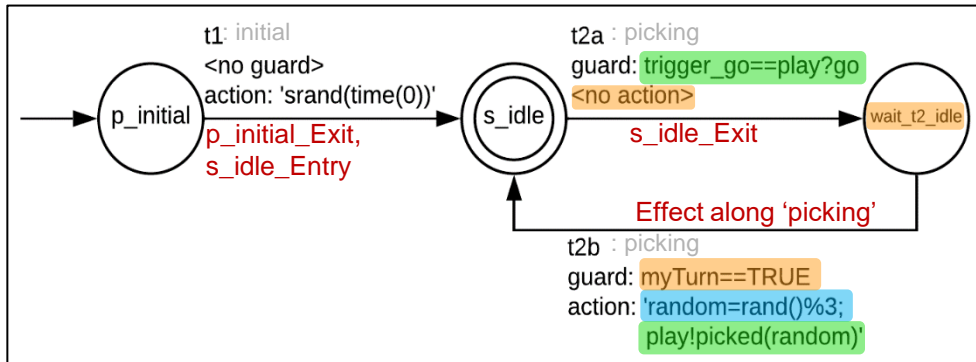 t1: initial
<no guard>
action: 'srand(time(0))'
p_initial
p_initial_Exit,
s_idle_Entry
s_idle
t2a : picking
guard: trigger_go==play?go
<no action>
s_idle_Exit
wait_t2_idle
Effect along ‘picking’
t2b : picking
guard: myTurn==TRUE
action: 'random=rand()%3;
play!picked(random)'